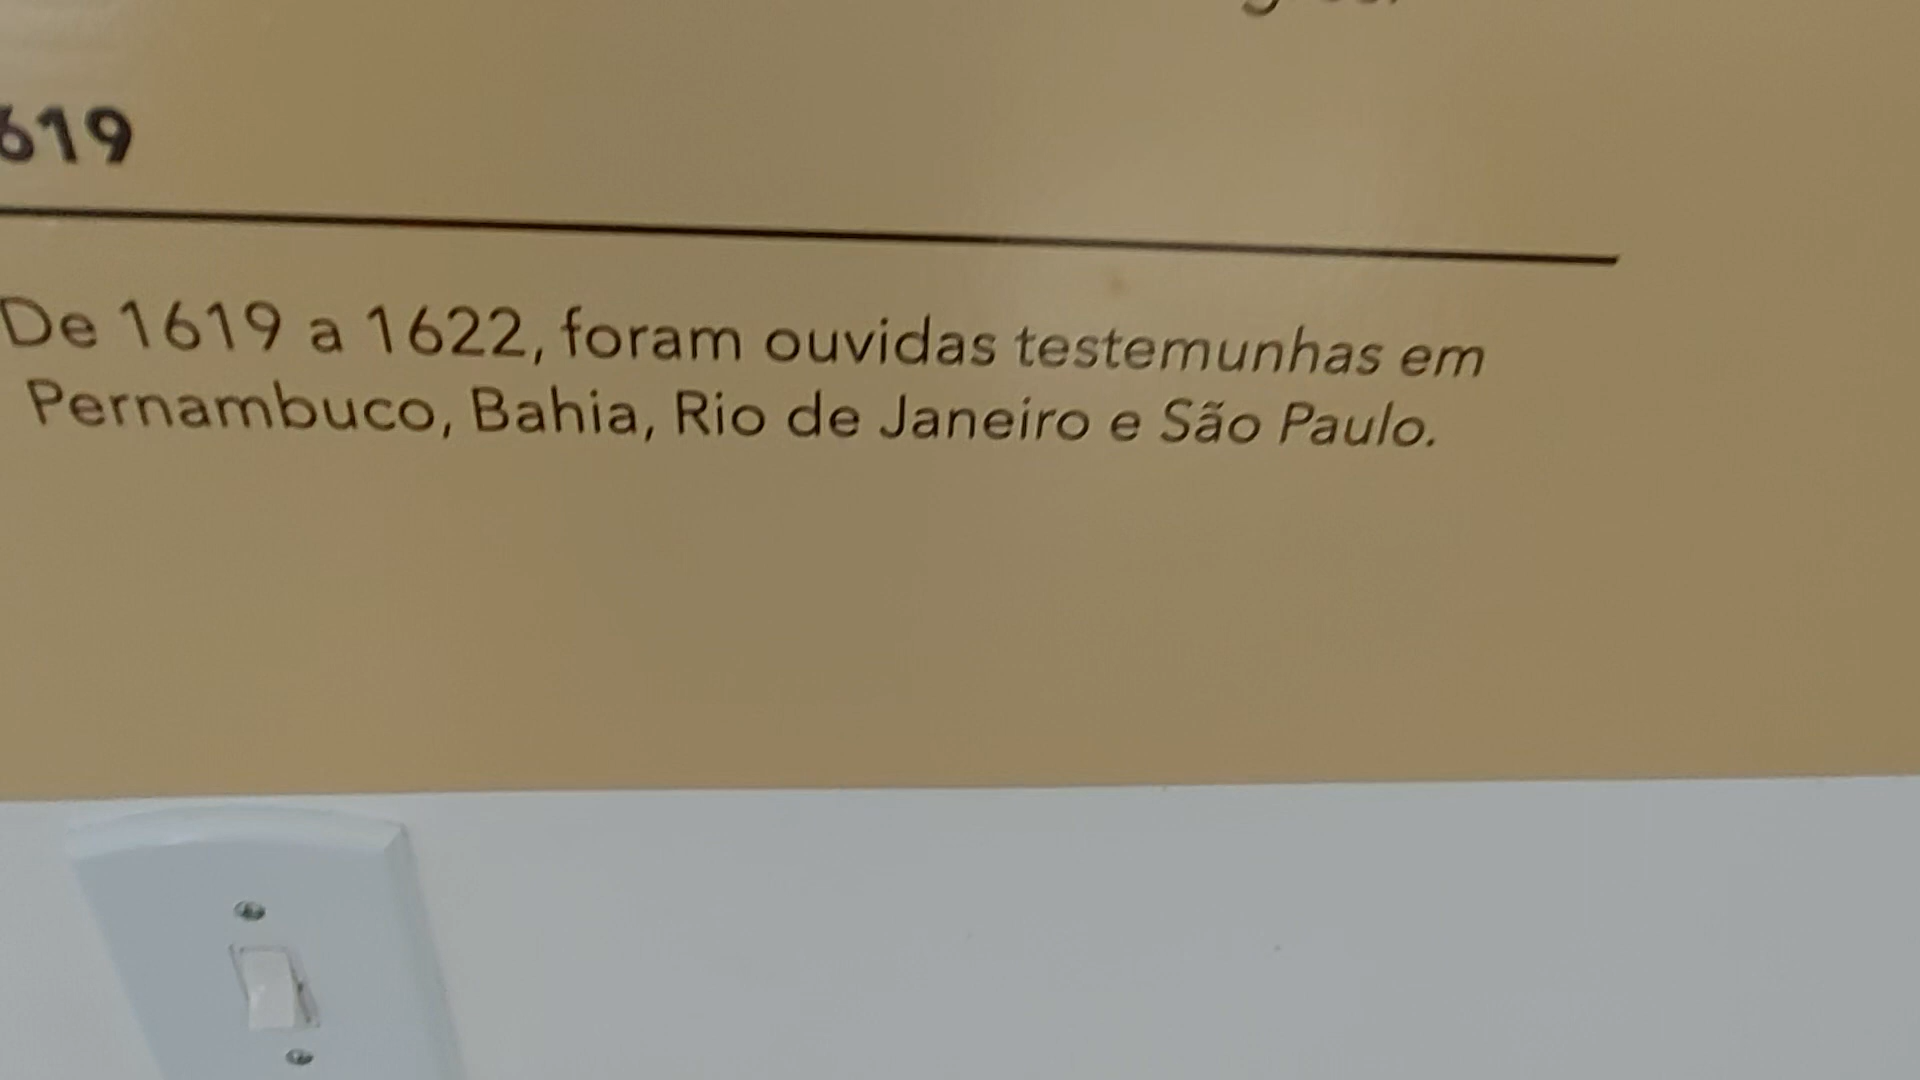 619
De 1619 a 1622, foram ouvidas testemunhas em
Pernambuco, Bahia, Rio de Janeiro e São Paulo.